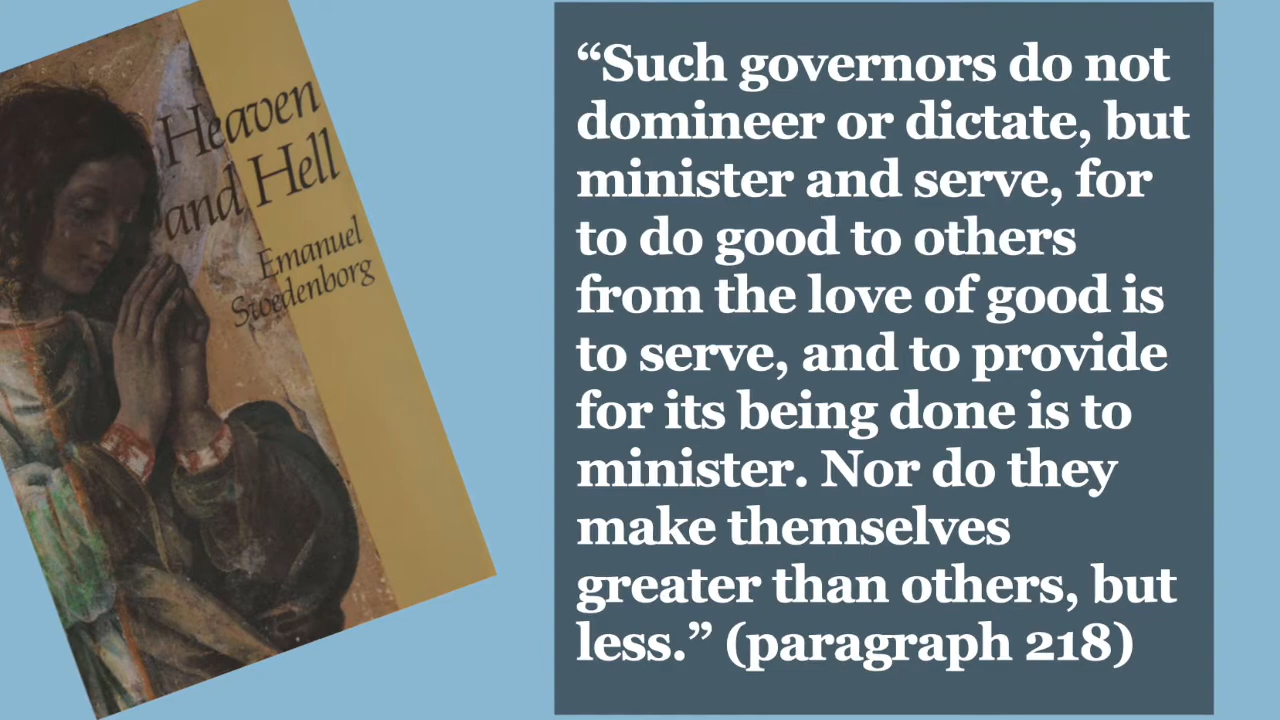 Heaven
and Hell
Emanuel
Swedenborg
“Such governors do not
domineer or dictate, but
minister and serve, for
to do good to others
from the love of good is
to serve, and to provide
for its being done is to
minister. Nor do they
make themselves
greater than others, but
less.” (paragraph 218)